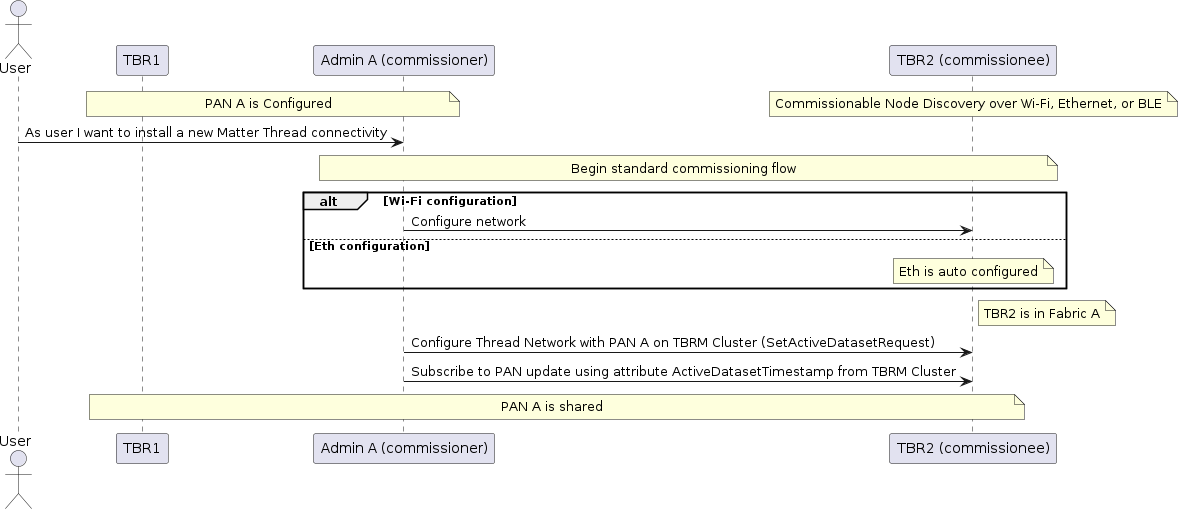 User
TBR1
Admin A (commissioner)
TBR2 (commissionee)
PAN A is Configured
Commissionable Node Discovery over Wi-Fi, Ethernet, or BLE
As user I want to install a new Matter Thread connectivity
Begin standard commissioning flow
alt
[Wi-Fi configuration]
Configure network
[Eth configuration]
Eth is auto configured
TBR2 is in Fabric A
Configure Thread Network with PAN A on TBRM Cluster (SetActiveDatasetRequest)
Subscribe to PAN update using attribute ActiveDatasetTimestamp from TBRM Cluster
PAN A is shared
User
TBR1
Admin A (commissioner)
TBR2 (commissionee)